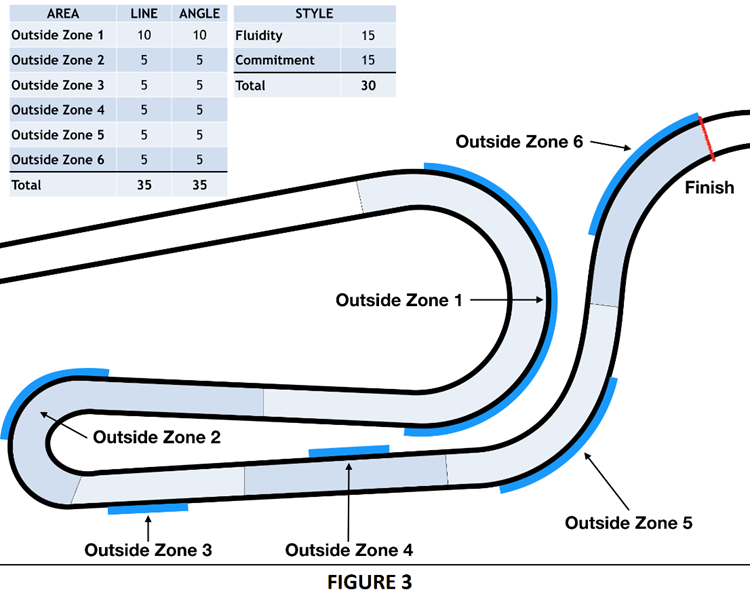 AREA LINE ANGLE
Outside Zone 1 10 10
Outside Zone 2 5 5
Outside Zone 3 5 5
Outside Zone 4 5 5
Outside Zone 5 5 5
Outside Zone 6 5 5
Total 35 35
STYLE
Fluidity 15
Commitment 15
Total 30
Outside Zone 6
Finish
Outside Zone 1
Outside Zone 2
Outside Zone 5
Outside Zone 3
Outside Zone 4
FIGURE 3